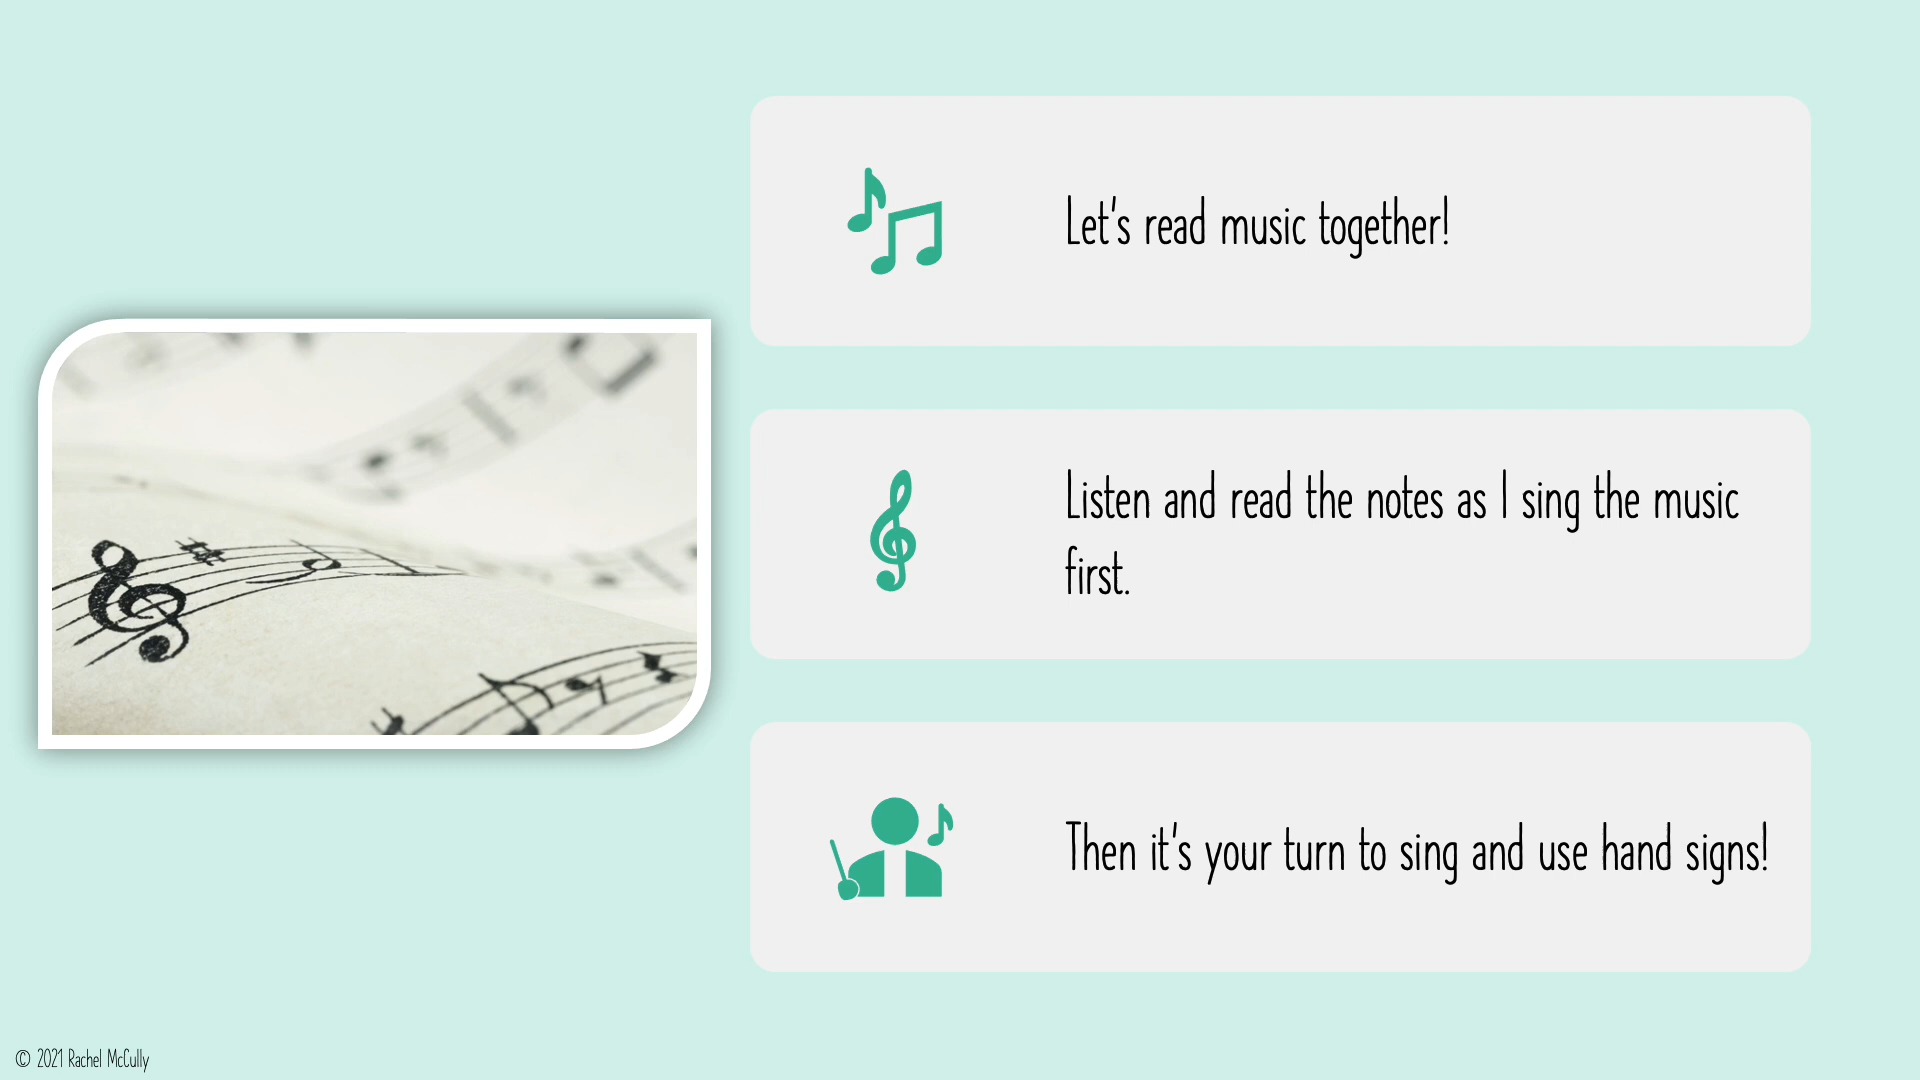 Let's read music together!
Listen and read the notes as I sing the music
first.
Then it's your turn to sing and use hand signs!
© 2021 Rachel McCully